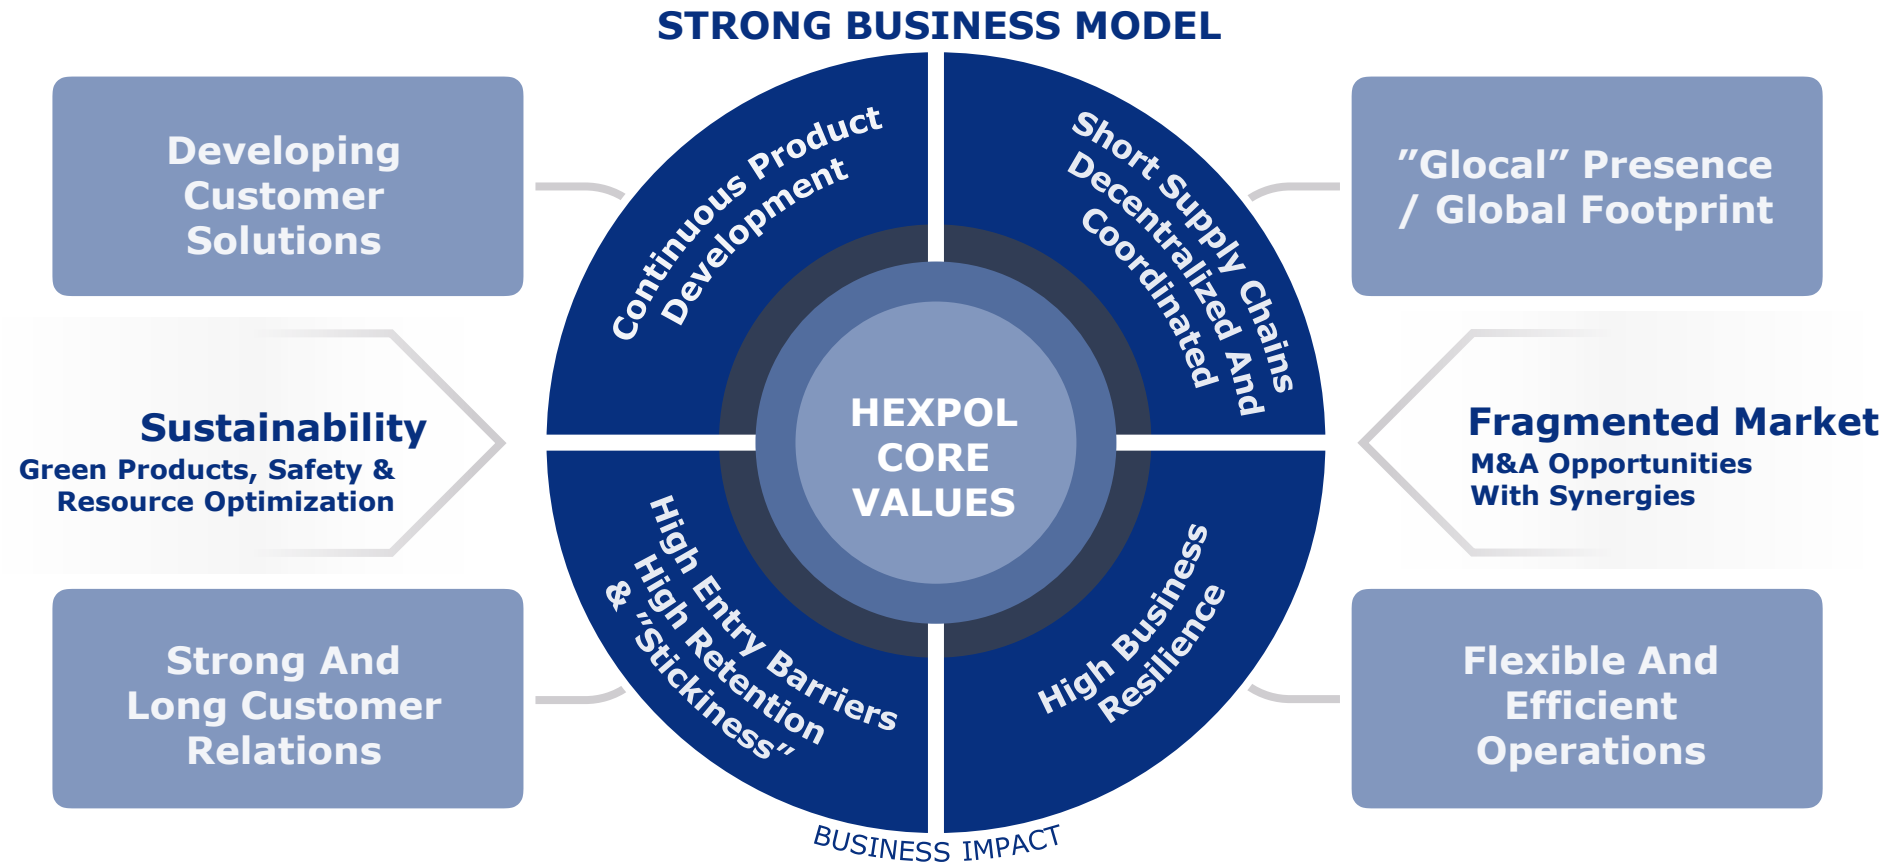 STRONG BUSINESS MODEL
Developing
Customer
Solutions
Continuous Product
Development
Short Supply Chains
Decentralized And
Coordinated
”Glocal” Presence
/ Global Footprint
Sustainability
Green Products, Safety &
Resource Optimization
HEXPOL
CORE
VALUES
Fragmented Market
M&A Opportunities
With Synergies
Strong And
Long Customer
Relations
High Entry Barriers
High Retention
& ”Stickiness”
High Business
Resilience
Flexible And
Efficient
Operations
BUSINESS IMPACT